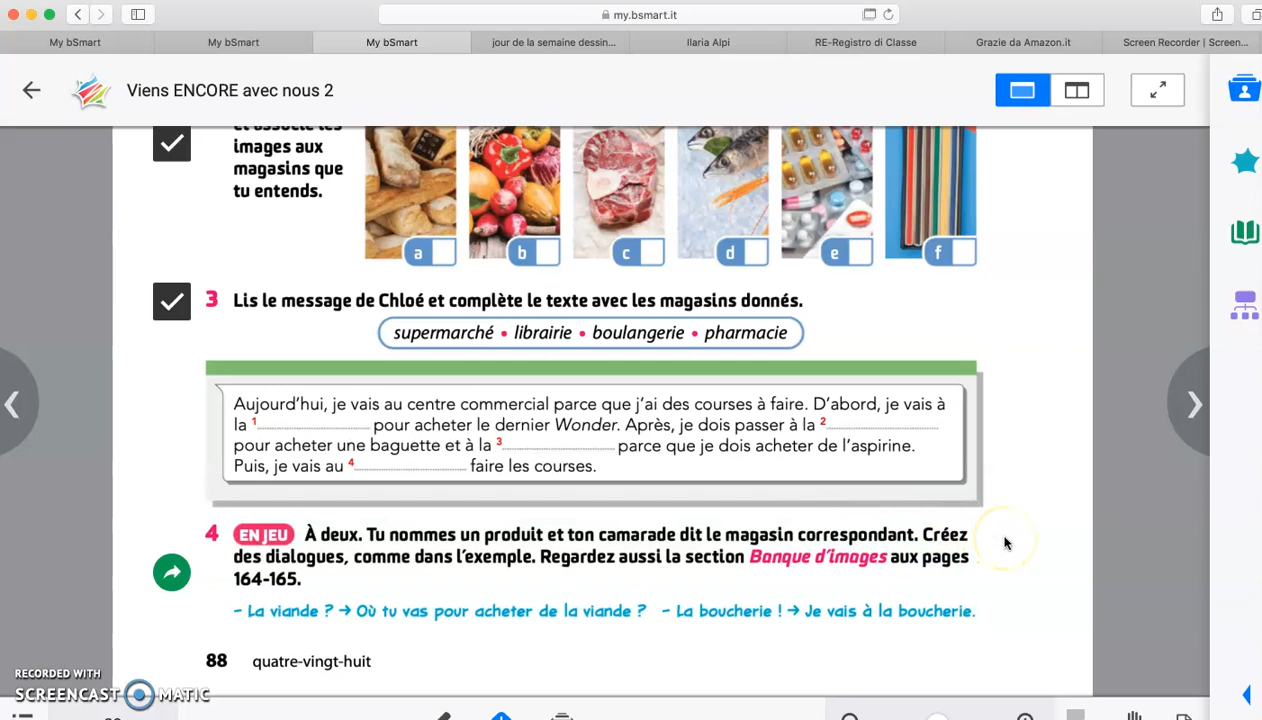 my.bsmart.it
My bSmart
My bSmart
My bSmart
jour de la semaine dessin...
Ilaria Alpi
RE-Registro di Classe
Grazie da Amazon.it
Screen Recorder | Screen...
Viens ENCORE avec nous 2
et associe les
images aux
magasins que
tu entends.
a
b
c
d
e
f
3 Lis le message de Chloé et complète le texte avec les magasins donnés.
supermarché • librairie • boulangerie • pharmacie
Aujourd'hui, je vais au centre commercial parce que j'ai des courses à faire. D'abord, je vais à
la 1 pour acheter le dernier Wonder. Après, je dois passer à la 2
pour acheter une baguette et à la 3 parce que je dois acheter de l'aspirine.
Puis, je vais au 4 faire les courses.
4 EN JEU À deux. Tu nommes un produit et ton camarade dit le magasin correspondant. Créez
des dialogues, comme dans l'exemple. Regardez aussi la section Banque d'images aux pages
164-165.
– La viande ? → Où tu vas pour acheter de la viande ? – La boucherie ! → Je vais à la boucherie.
88 quatre-vingt-huit
RECORDED WITH
SCREENCAST MATIC